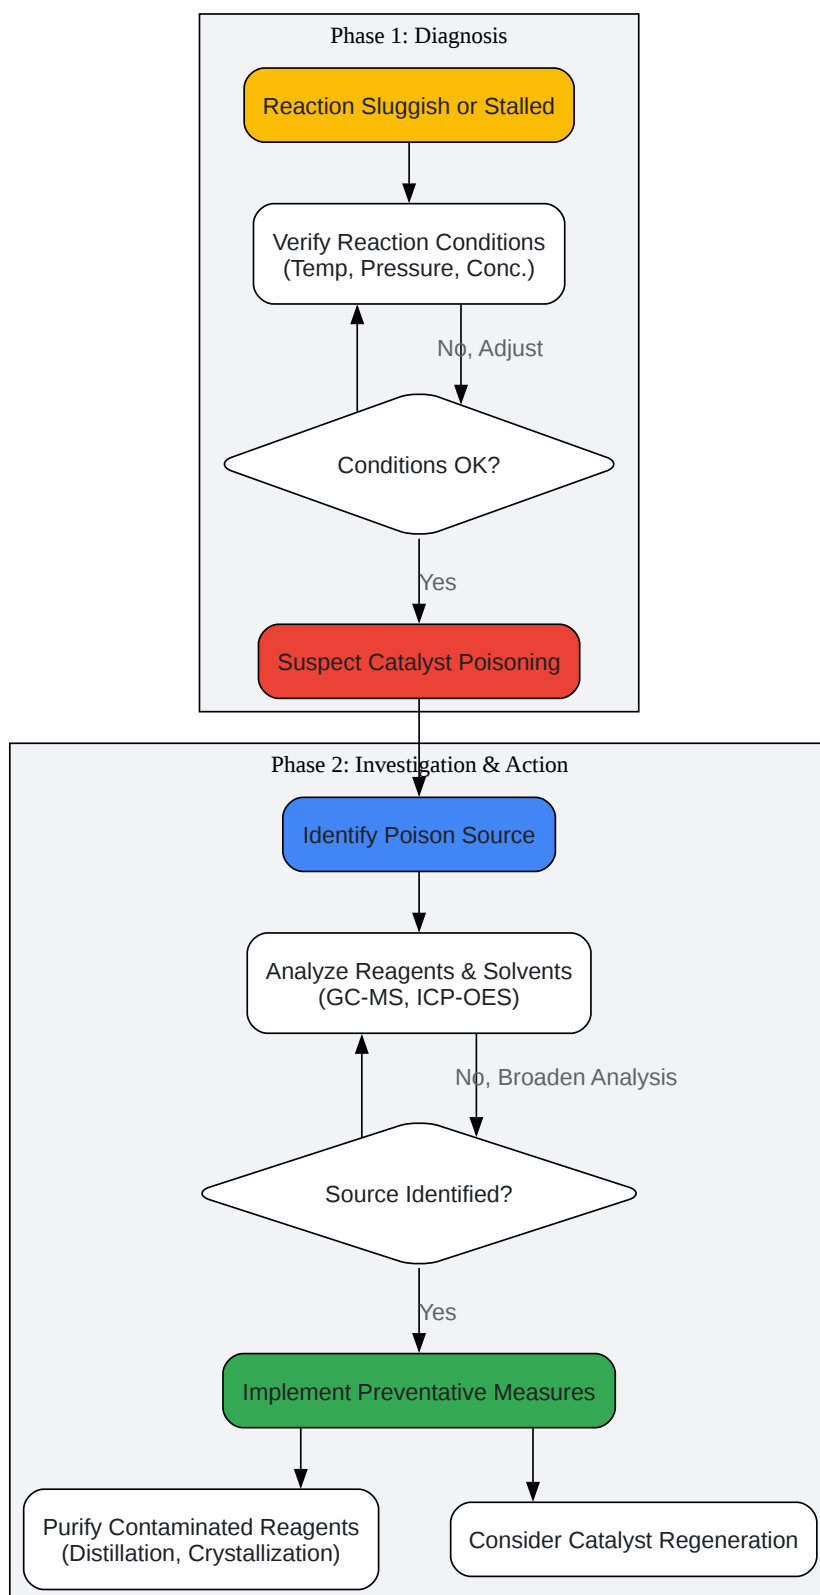 Phase 1: Diagnosis
Reaction Sluggish or Stalled
Verify Reaction Conditions
(Temp, Pressure, Conc.)
No, Adjust
Conditions OK?
Yes
Suspect Catalyst Poisoning
Phase 2: Investigation & Action
Identify Poison Source
Analyze Reagents & Solvents
(GC-MS, ICP-OES)
No, Broaden Analysis
Source Identified?
Yes
Implement Preventative Measures
Purify Contaminated Reagents
(Distillation, Crystallization)
Consider Catalyst Regeneration